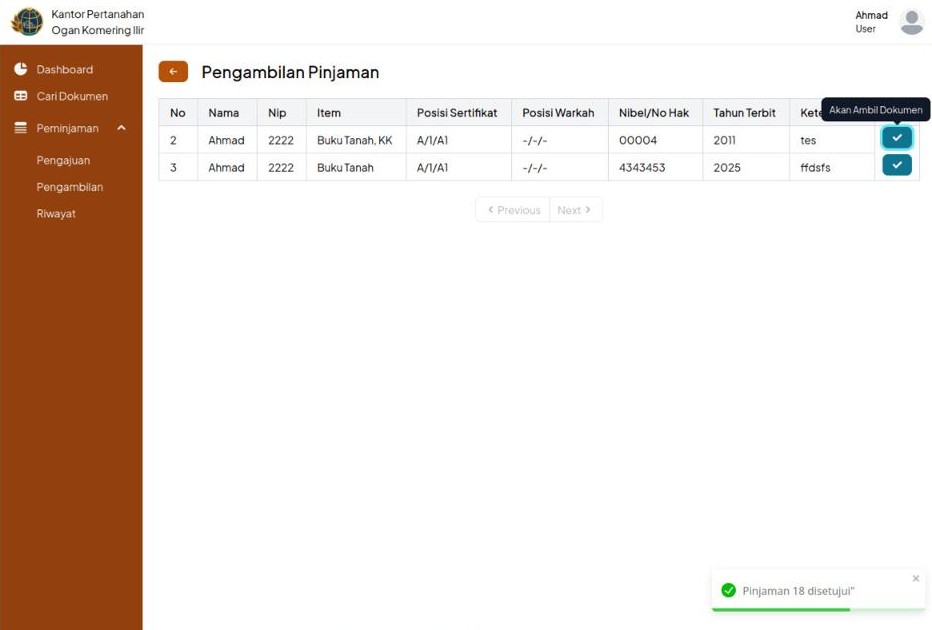 Kantor Pertanahan
Ogan Komering Ilir
Ahmad
User
Dashboard
Cari Dokumen
Peminjaman
Pengajuan
Pengambilan
Riwayat
Pengambilan Pinjaman
Akan Ambil Dokumen
No Nama Nip Item Posisi Sertifikat Posisi Warkah Nibel/No Hak Tahun Terbit Kete
2 Ahmad 2222 Buku Tanah, KK A/1/A1 -/-/- 00004 2011 tes
3 Ahmad 2222 Buku Tanah A/1/A1 -/-/- 4343453 2025 ffdsfs
Previous Next
Pinjaman 18 disetujui"